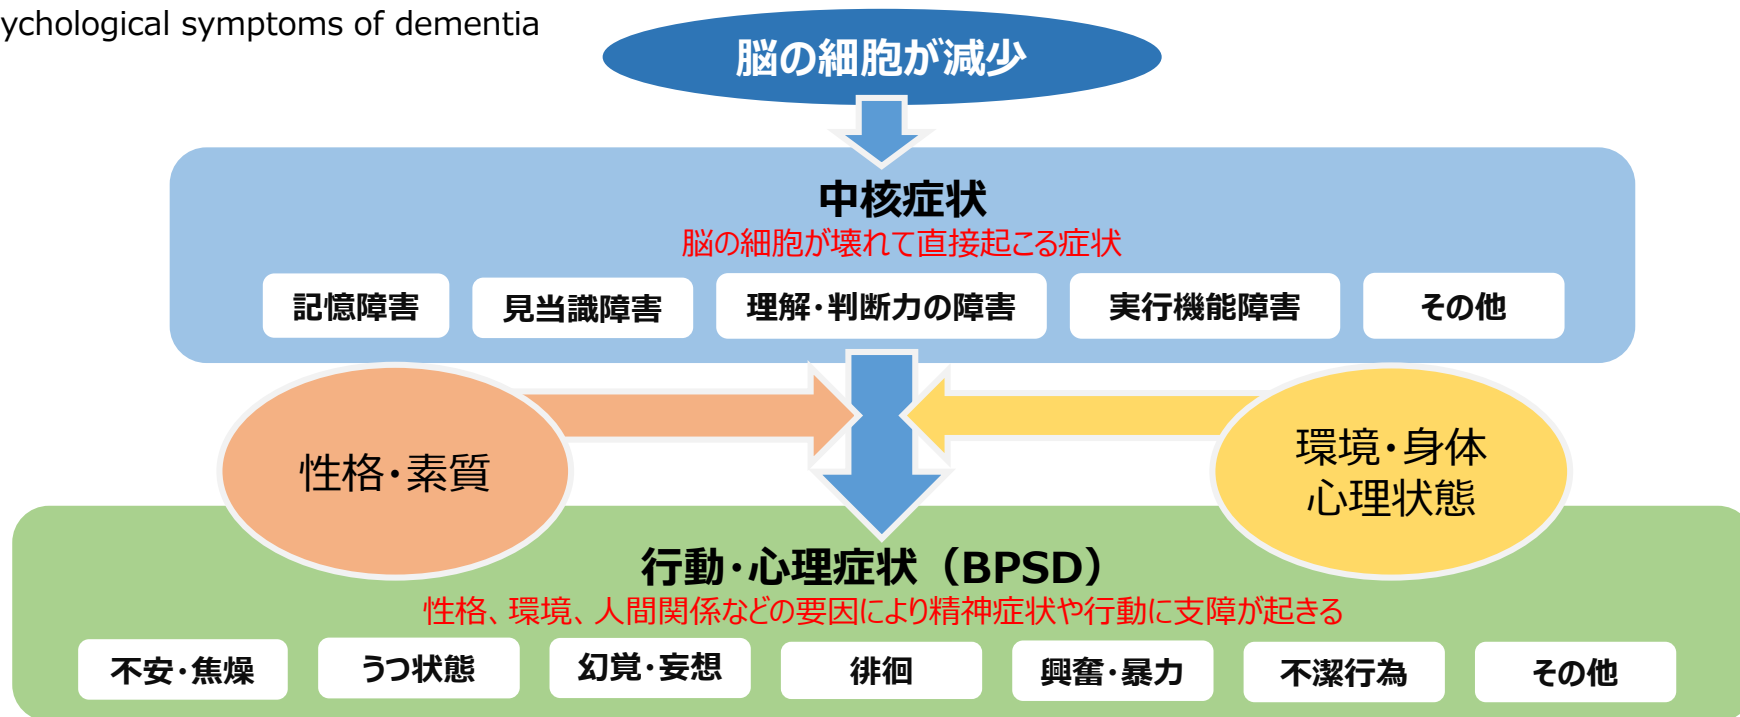 ychological symptoms of dementia
脳の細胞が減少
中核症状
脳の細胞が壊れて直接起こる症状
記憶障害
見当識障害
理解・判断力の障害
実行機能障害
その他
性格・素質
環境・身体
心理状態
行動・心理症状（BPSD）
性格、環境、人間関係などの要因により精神症状や行動に支障が起きる
不安・焦燥
うつ状態
幻覚・妄想
徘徊
興奮・暴力
不潔行為
その他